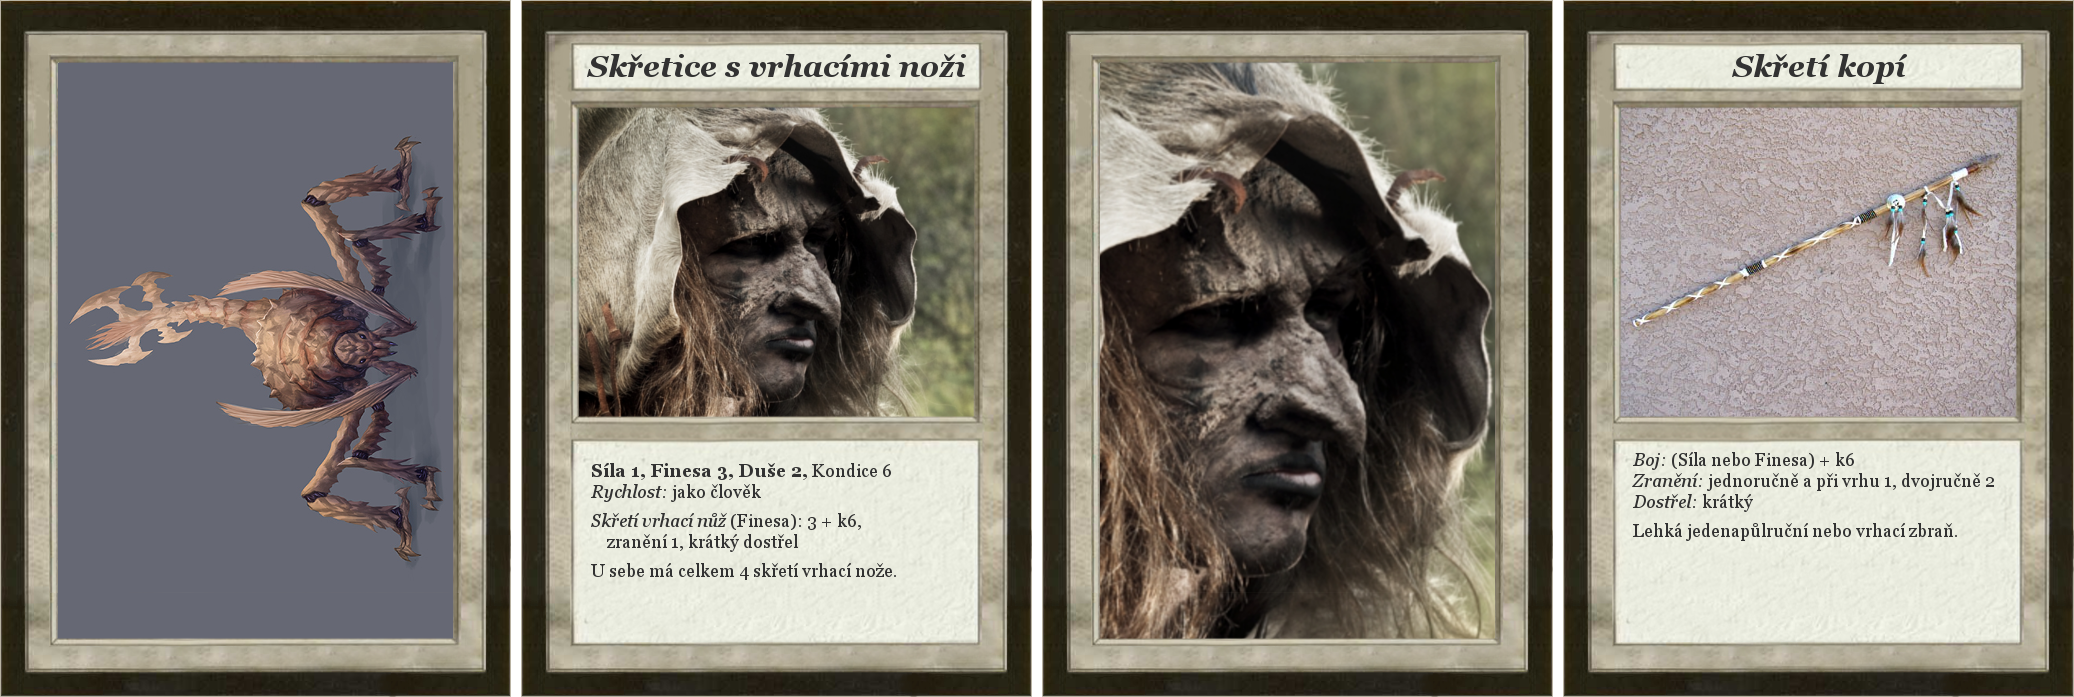 Skřetice s vrhacími noži
Síla 1, Finesa 3, Duše 2, Kondice 6
Rychlost: jako člověk
Skřetí vrhací nůž (Finesa): 3 + k6,
zranění 1, krátký dostřel
U sebe má celkem 4 skřetí vrhací nože.
Skřetí kopí
Boj: (Síla nebo Finesa) + k6
Zranění: jednoručně a při vrhu 1, dvojručně 2
Dostřel: krátký
Lehká jedenapůlruční nebo vrhací zbraň.